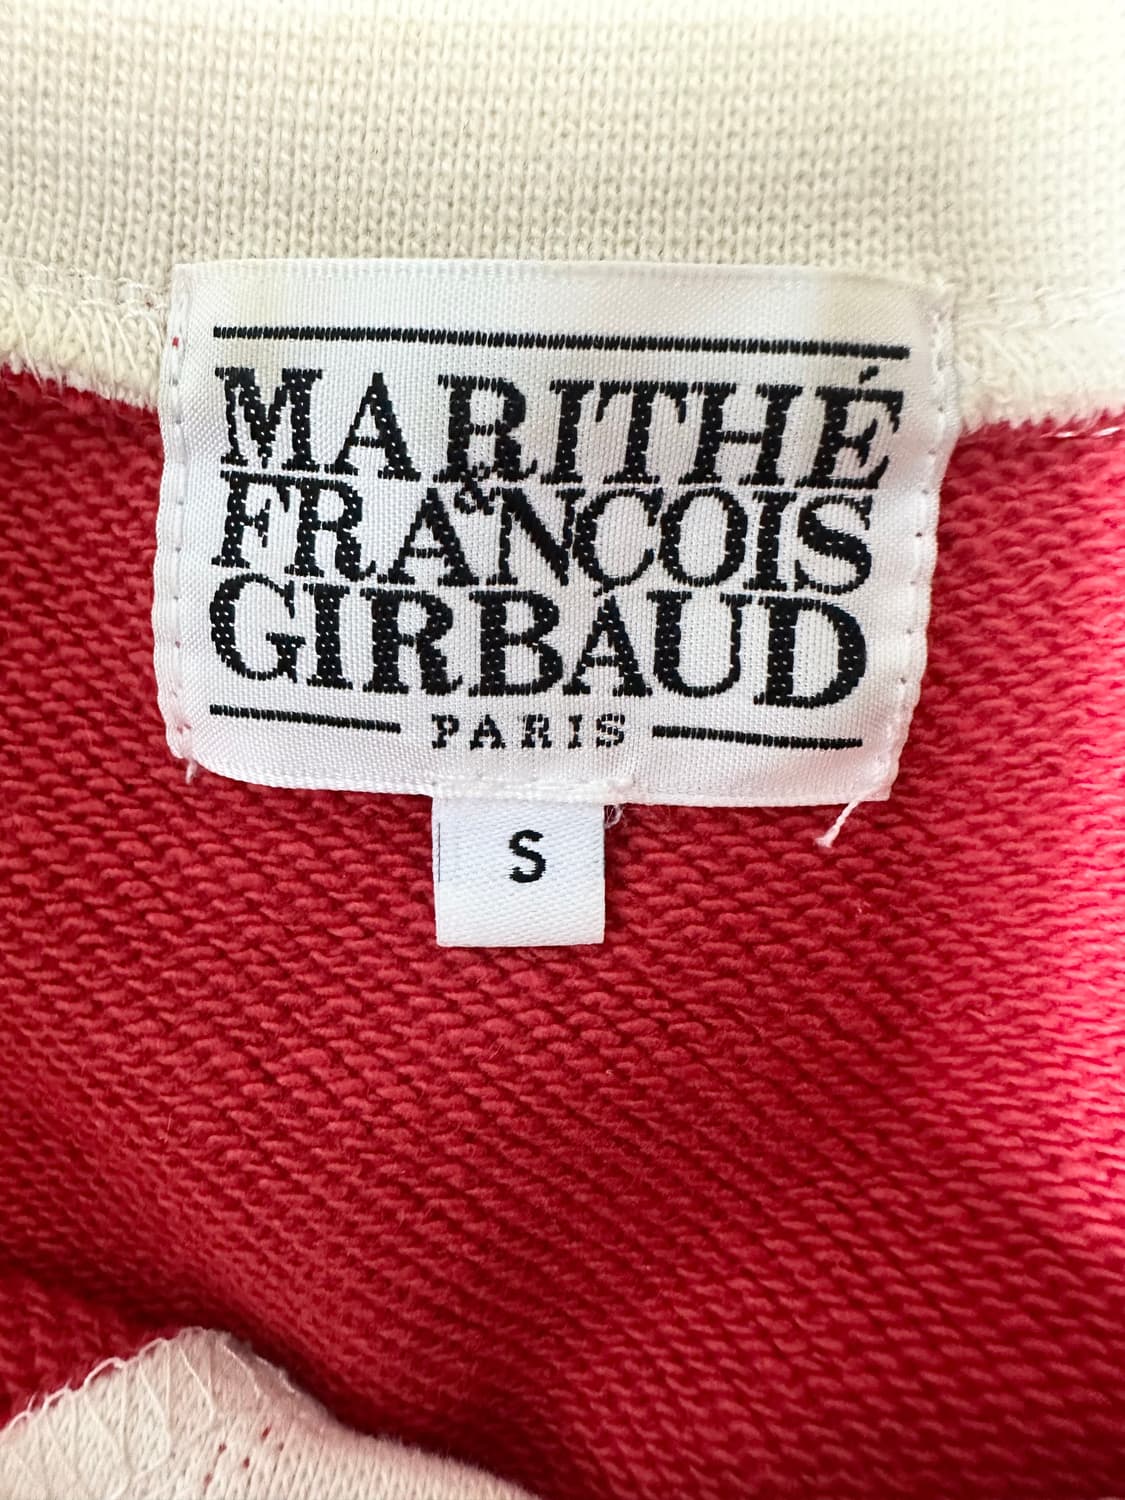 MARITHÉ
&
FRANÇOIS
GIRBAUD
PARIS
S